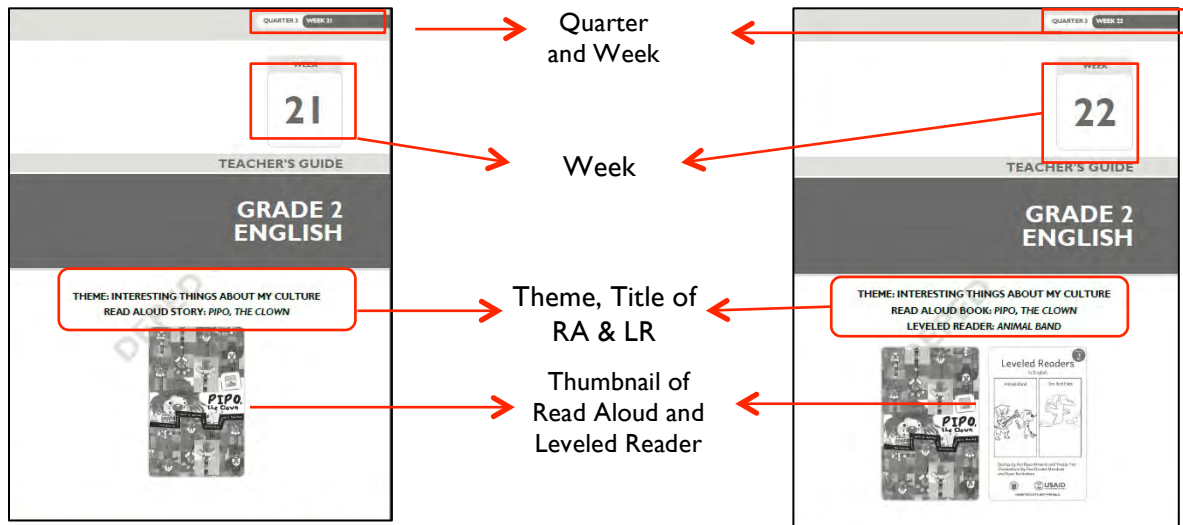 QUARTER 3 WEEK 21
WEEK
21
TEACHER'S GUIDE
GRADE 2
ENGLISH
THEME: INTERESTING THINGS ABOUT MY CULTURE
READ ALOUD STORY: PIPO, THE CLOWN
DEPED
PIPO,
the Clown
Quarter
and Week
Week
Theme, Title of
RA & LR
Thumbnail of
Read Aloud and
Leveled Reader
QUARTER 3 WEEK 22
WEEK
22
TEACHER'S GUIDE
GRADE 2
ENGLISH
THEME: INTERESTING THINGS ABOUT MY CULTURE
READ ALOUD BOOK: PIPO, THE CLOWN
LEVELED READER: ANIMAL BAND
DEPED
PIPO,
the Clown
2
Leveled Readers
in English
Animal Band
USAID